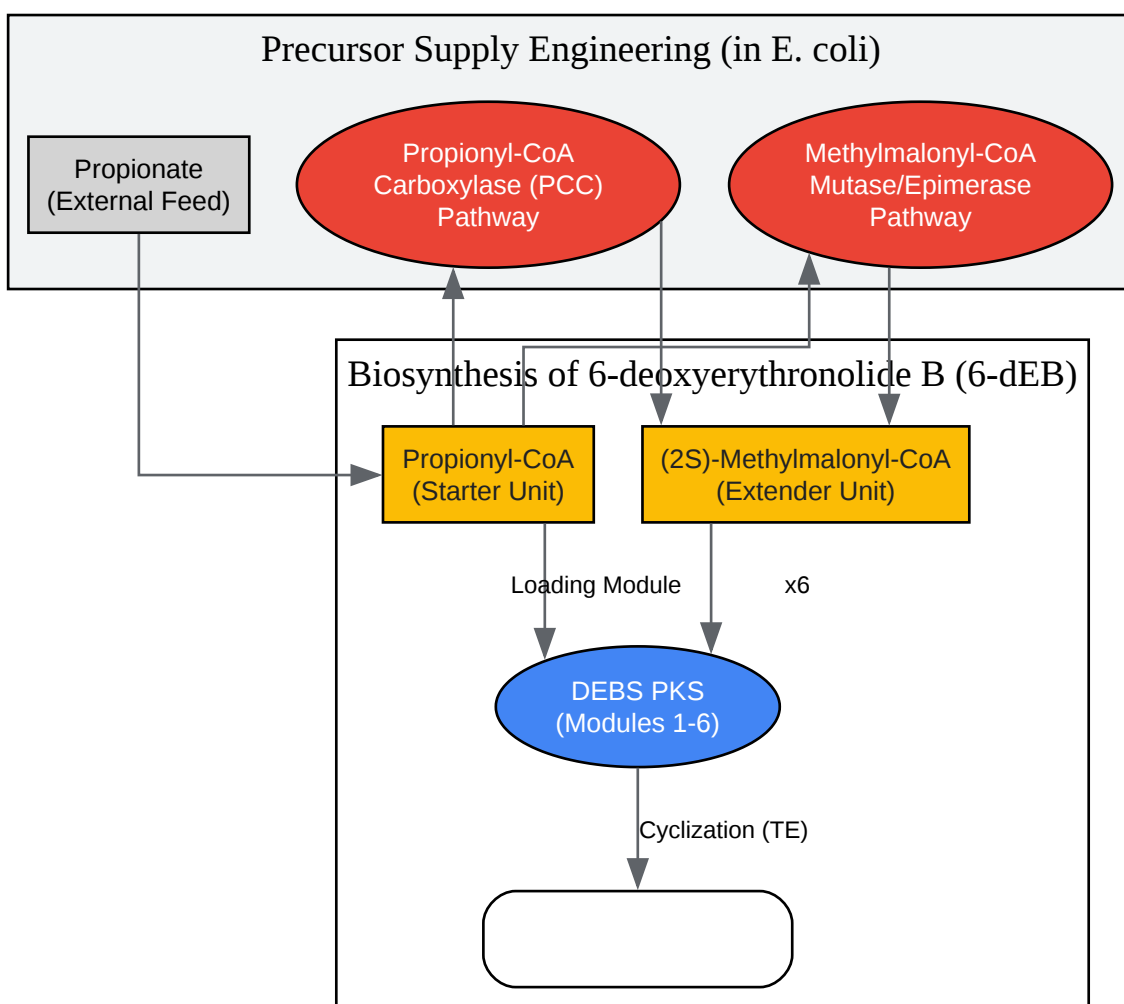 Precursor Supply Engineering (in E. coli)
Propionate
(External Feed)
Propionyl-CoA
Carboxylase (PCC)
Pathway
Methylmalonyl-CoA
Mutase/Epimerase
Pathway
Biosynthesis of 6-deoxyerythronolide B (6-dEB)
Propionyl-CoA
(Starter Unit)
(2S)-Methylmalonyl-CoA
(Extender Unit)
Loading Module
x6
DEBS PKS
(Modules 1-6)
Cyclization (TE)